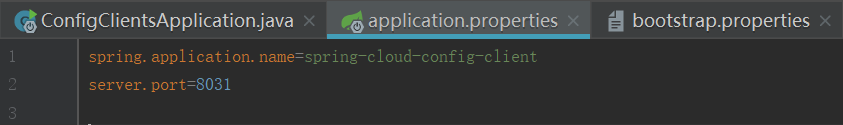 ConfigClientsApplication.java × application.properties × bootstrap.properties ×
1 spring.application.name=spring-cloud-config-client
2 server.port=8031
3